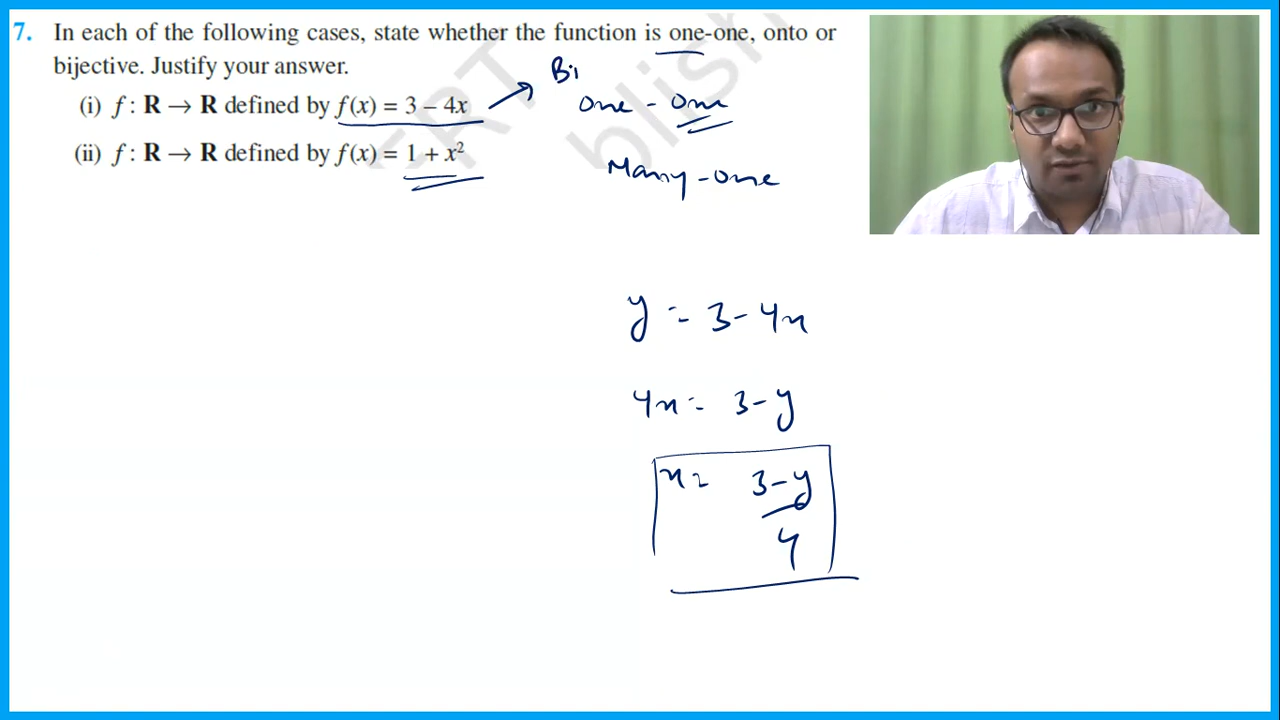 7. In each of the following cases, state whether the function is one-one, onto or
bijective. Justify your answer.
(i) f : R → R defined by f(x) = 3 – 4x
(ii) f : R → R defined by f(x) = 1 + x²
Bi
one - one
Many - one
y = 3 - 4x
4x = 3 - y
x = 3 - y
4